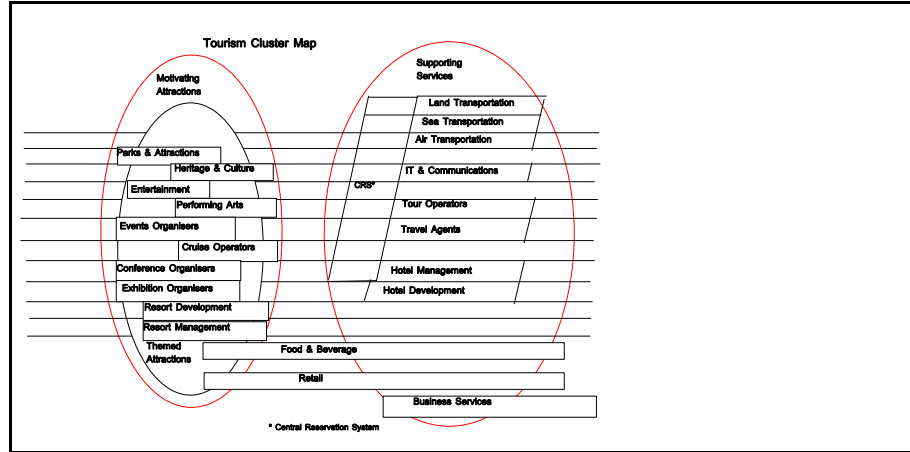 Tourism Cluster Map
Motivating
Attractions
Supporting
Services
Land Transportation
Sea Transportation
Air Transportation
Parks & Attractions
Heritage & Culture
IT & Communications
CRS*
Entertainment
Performing Arts
Tour Operators
Events Organisers
Travel Agents
Cruise Operators
Conference Organisers
Hotel Management
Exhibition Organisers
Hotel Development
Resort Development
Resort Management
Themed
Attractions
Food & Beverage
Retail
Business Services
* Central Reservation System